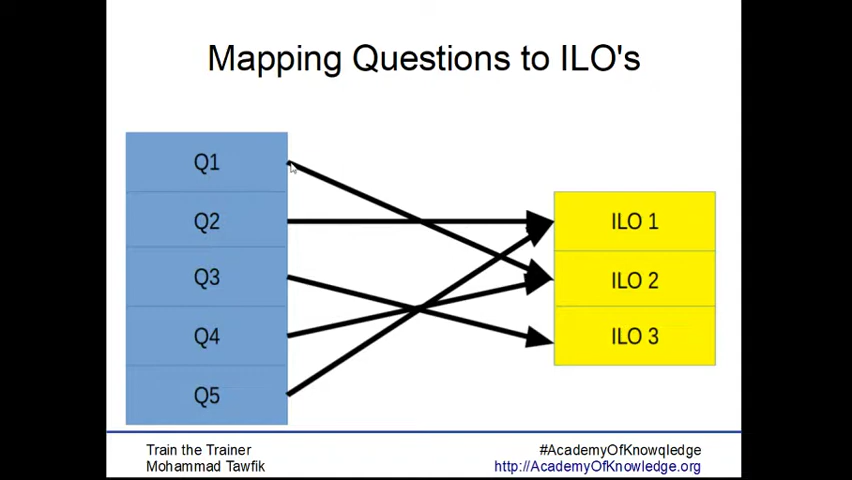 Mapping Questions to ILO's
Q1
Q2
Q3
Q4
Q5
ILO 1
ILO 2
ILO 3
Train the Trainer
Mohammad Tawfik
#AcademyOfKnowqledge
http://AcademyOfKnowledge.org